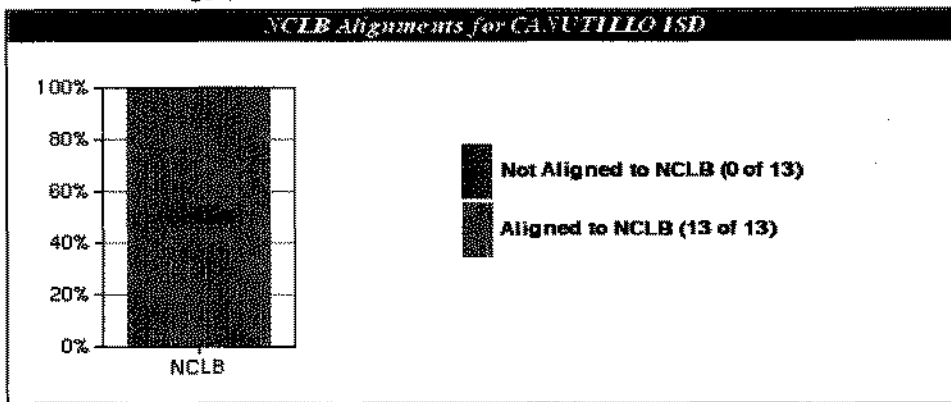 NCLB Alignments for CANUTILLO ISD
100%
80%
60%
40%
20%
0%
NCLB
Not Aligned to NCLB (0 of 13)
Aligned to NCLB (13 of 13)